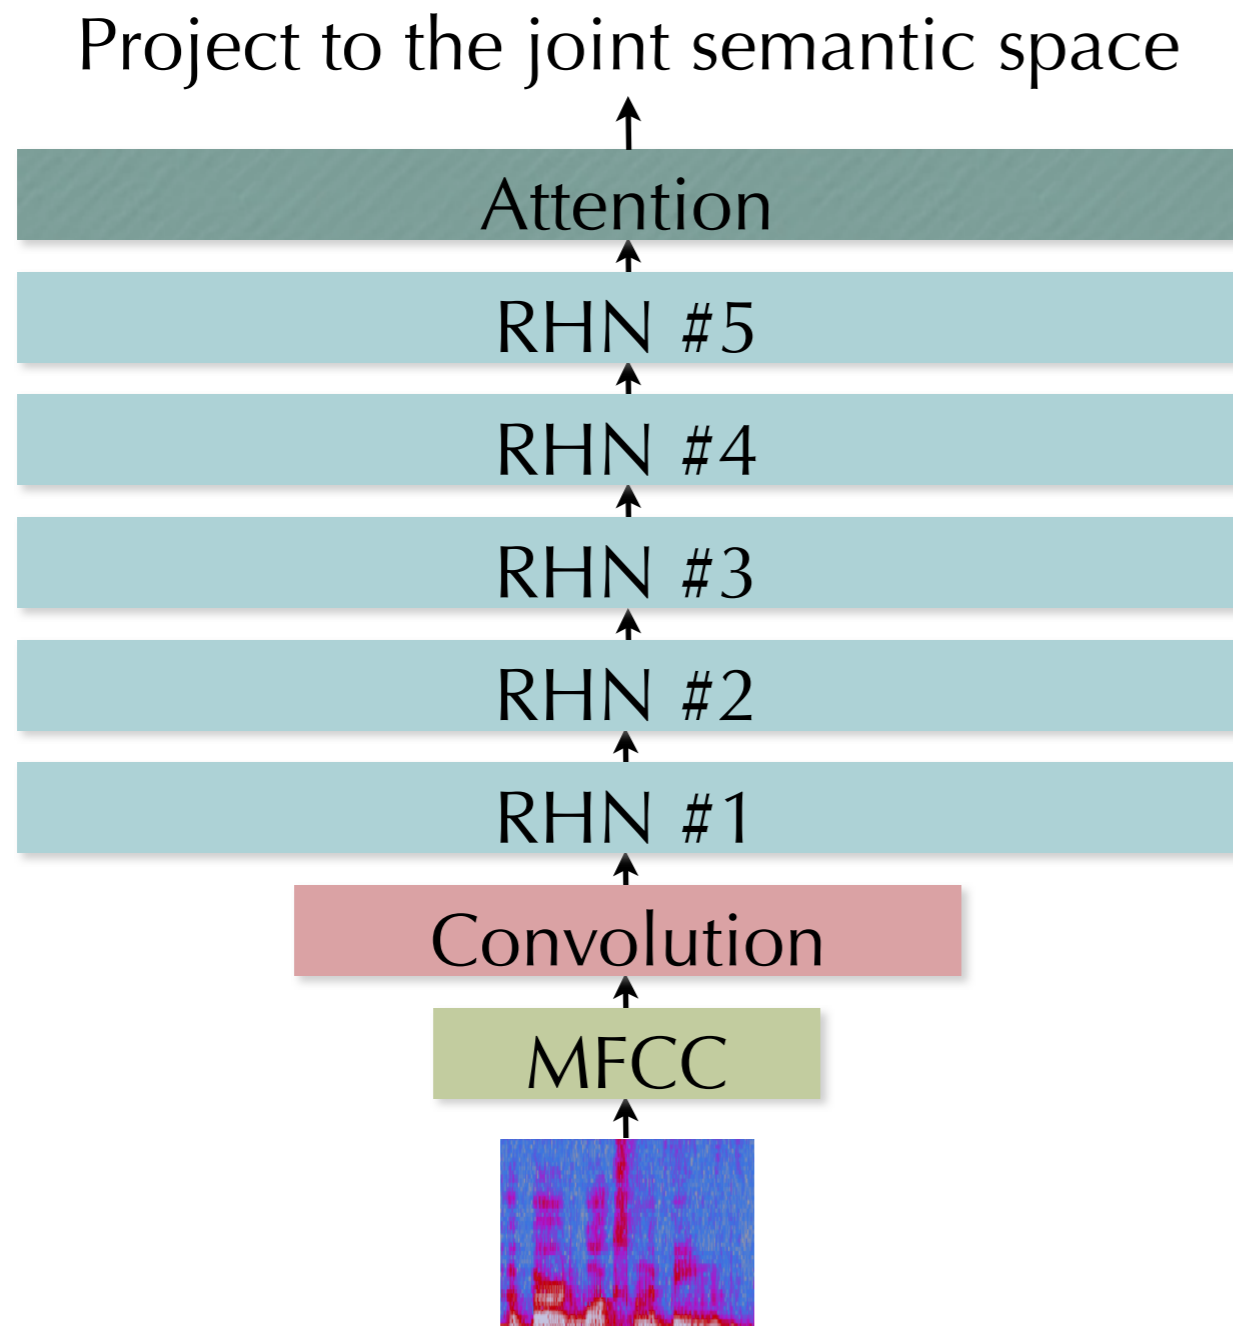 Project to the joint semantic space
Attention
RHN #5
RHN #4
RHN #3
RHN #2
RHN #1
Convolution
MFCC